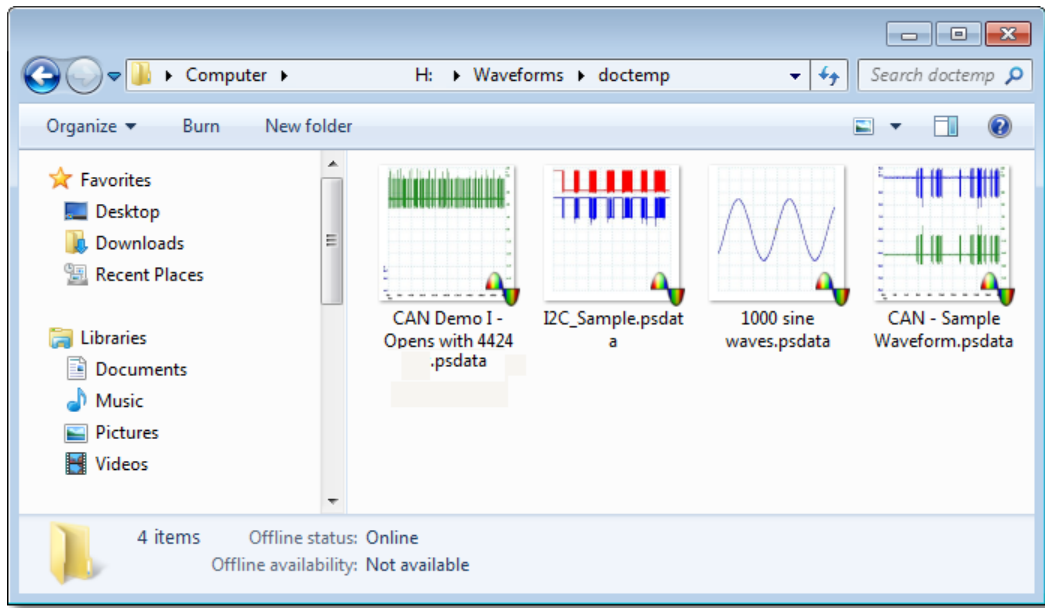 Computer H: Waveforms doctemp Search doctemp
Organize Burn New folder
Favorites
Desktop
Downloads
Recent Places
Libraries
Documents
Music
Pictures
Videos
CAN Demo I -
Opens with 4424
.psdata
I2C_Sample.psdat
a
1000 sine
waves.psdata
CAN - Sample
Waveform.psdata
4 items Offline status: Online
Offline availability: Not available